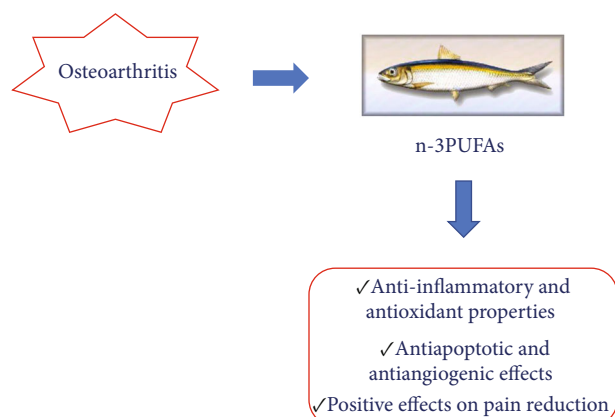 Osteoarthritis
n-3PUFAs
✓Anti-inflammatory and
antioxidant properties
✓Antiapoptotic and
antiangiogenic effects
✓Positive effects on pain reduction